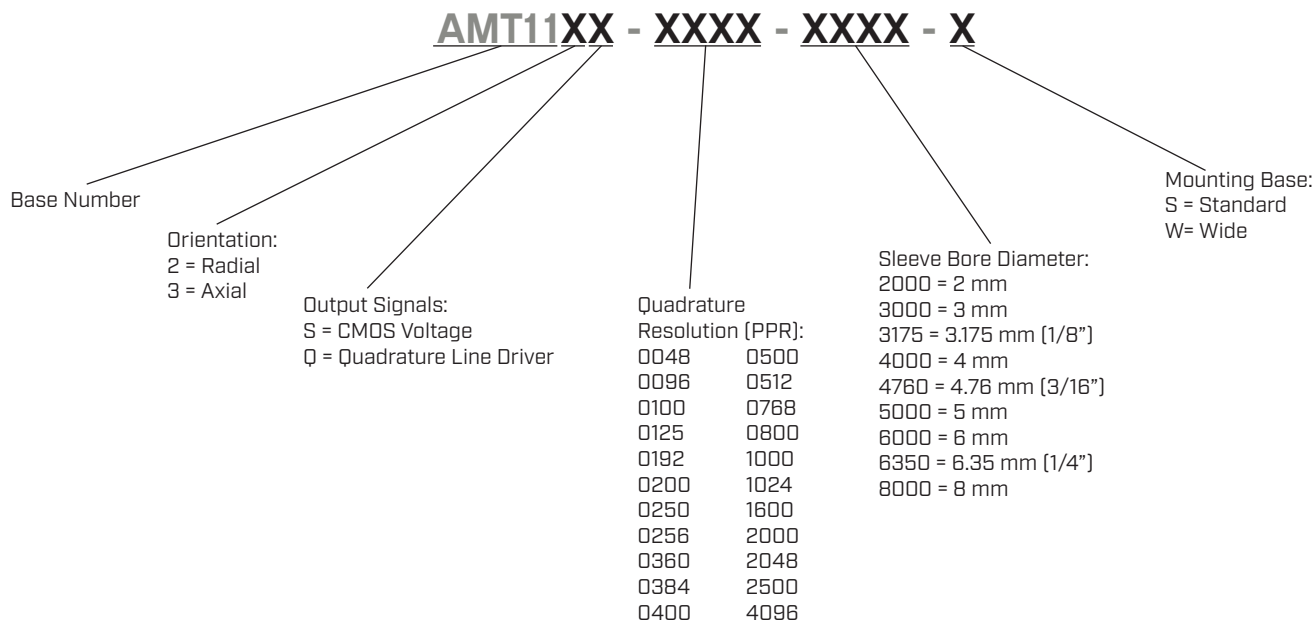 AMT11XX - XXXX - XXXX - X
Base Number
Orientation:
2 = Radial
3 = Axial
Output Signals:
S = CMOS Voltage
Q = Quadrature Line Driver
Quadrature
Resolution (PPR):
0048 0500
0096 0512
0100 0768
0125 0800
0192 1000
0200 1024
0250 1600
0256 2000
0360 2048
0384 2500
0400 4096
Sleeve Bore Diameter:
2000 = 2 mm
3000 = 3 mm
3175 = 3.175 mm (1/8”)
4000 = 4 mm
4760 = 4.76 mm (3/16”)
5000 = 5 mm
6000 = 6 mm
6350 = 6.35 mm (1/4”)
8000 = 8 mm
Mounting Base:
S = Standard
W= Wide